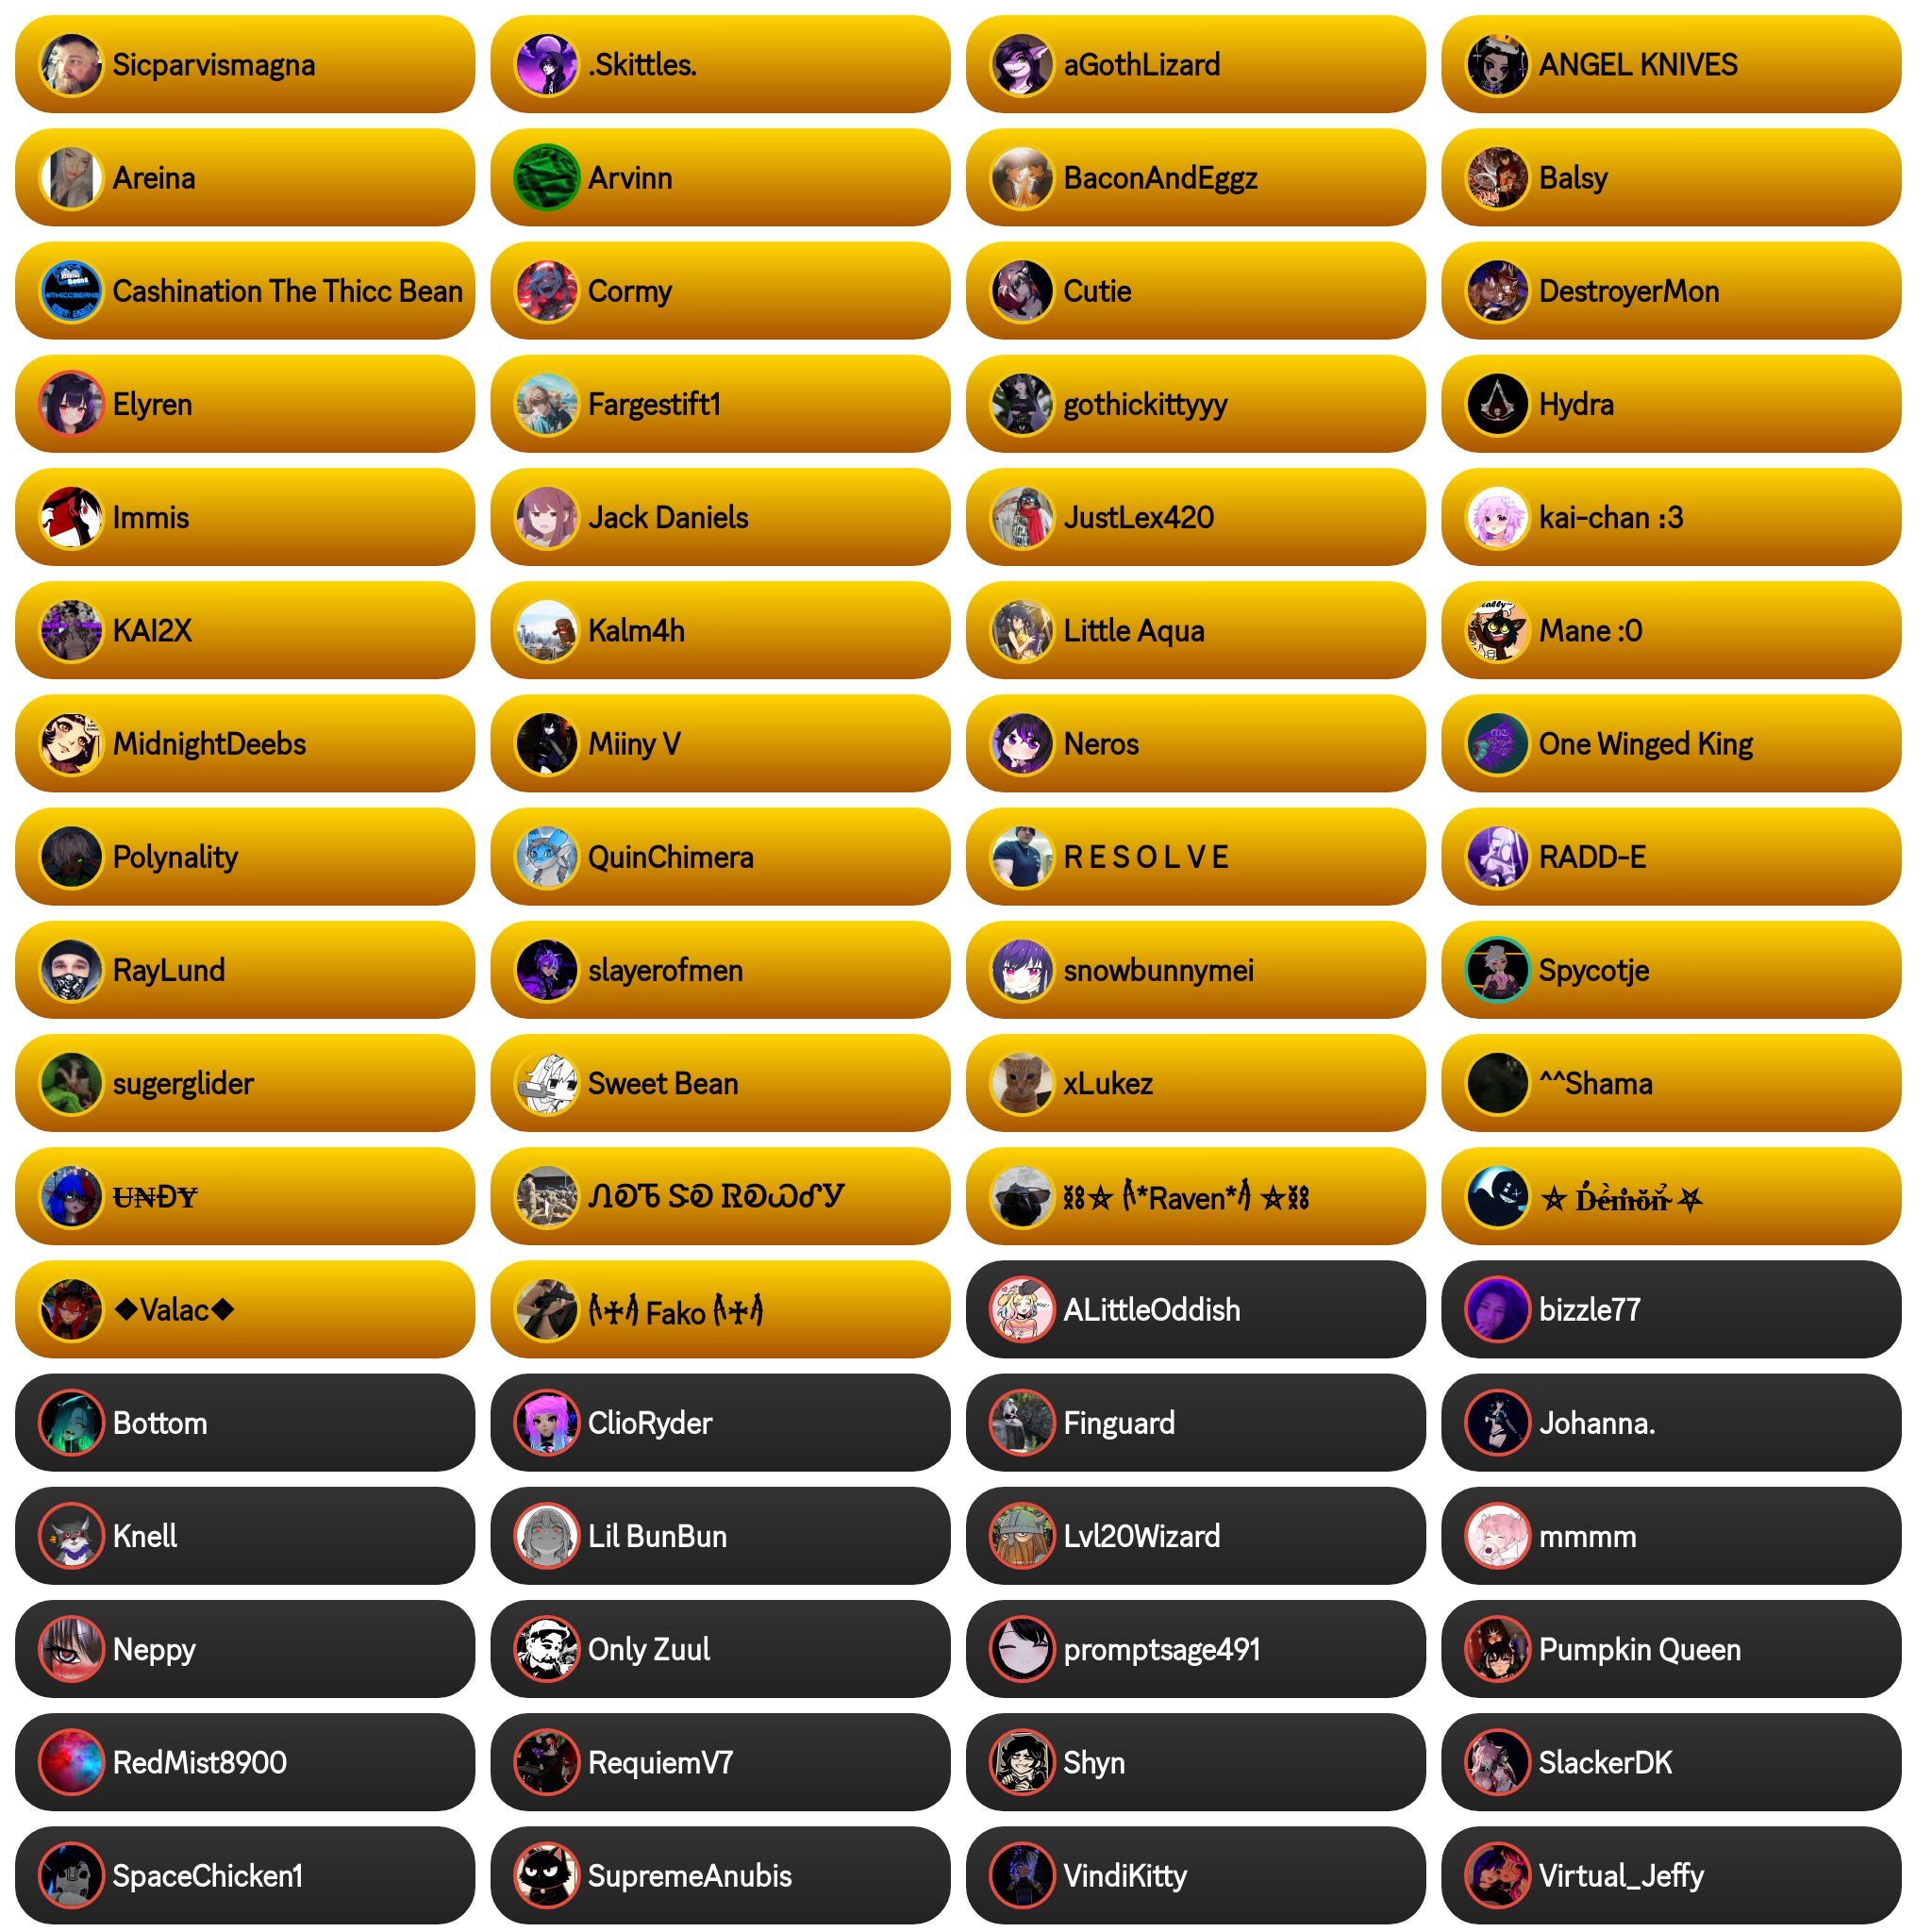 Sicparvismagna
.Skittles.
aGothLizard
ANGEL KNIVES
Areina
Arvinn
BaconAndEggz
Balsy
Cashination The Thicc Bean
Cormy
Cutie
DestroyerMon
Elyren
Fargestift1
gothickittyyy
Hydra
Immis
Jack Daniels
JustLex420
kai-chan :3
KAI2X
Kalm4h
Little Aqua
Mane :0
MidnightDeebs
Miiny V
Neros
One Winged King
Polynality
QuinChimera
R E S O L V E
RADD-E
RayLund
slayerofmen
snowbunnymei
Spycotje
sugerglider
Sweet Bean
xLukez
^^Shama
U̶N̶ĐY̶
ᏁᎧᏖ ᏕᎧ ᏒᎧᏇᎴᎩ
⛓⛤𓆩*Raven*𓆪⛤⛓
⛤ D̶é̶m̶o̶n̶ ⛧
◆Valac◆
Fako
ALittleOddish
bizzle77
Bottom
ClioRyder
Finguard
Johanna.
Knell
Lil BunBun
Lvl20Wizard
mmmm
Neppy
Only Zuul
promptsage491
Pumpkin Queen
RedMist8900
RequiemV7
Shyn
SlackerDK
SpaceChicken1
SupremeAnubis
VindiKitty
Virtual_Jeffy